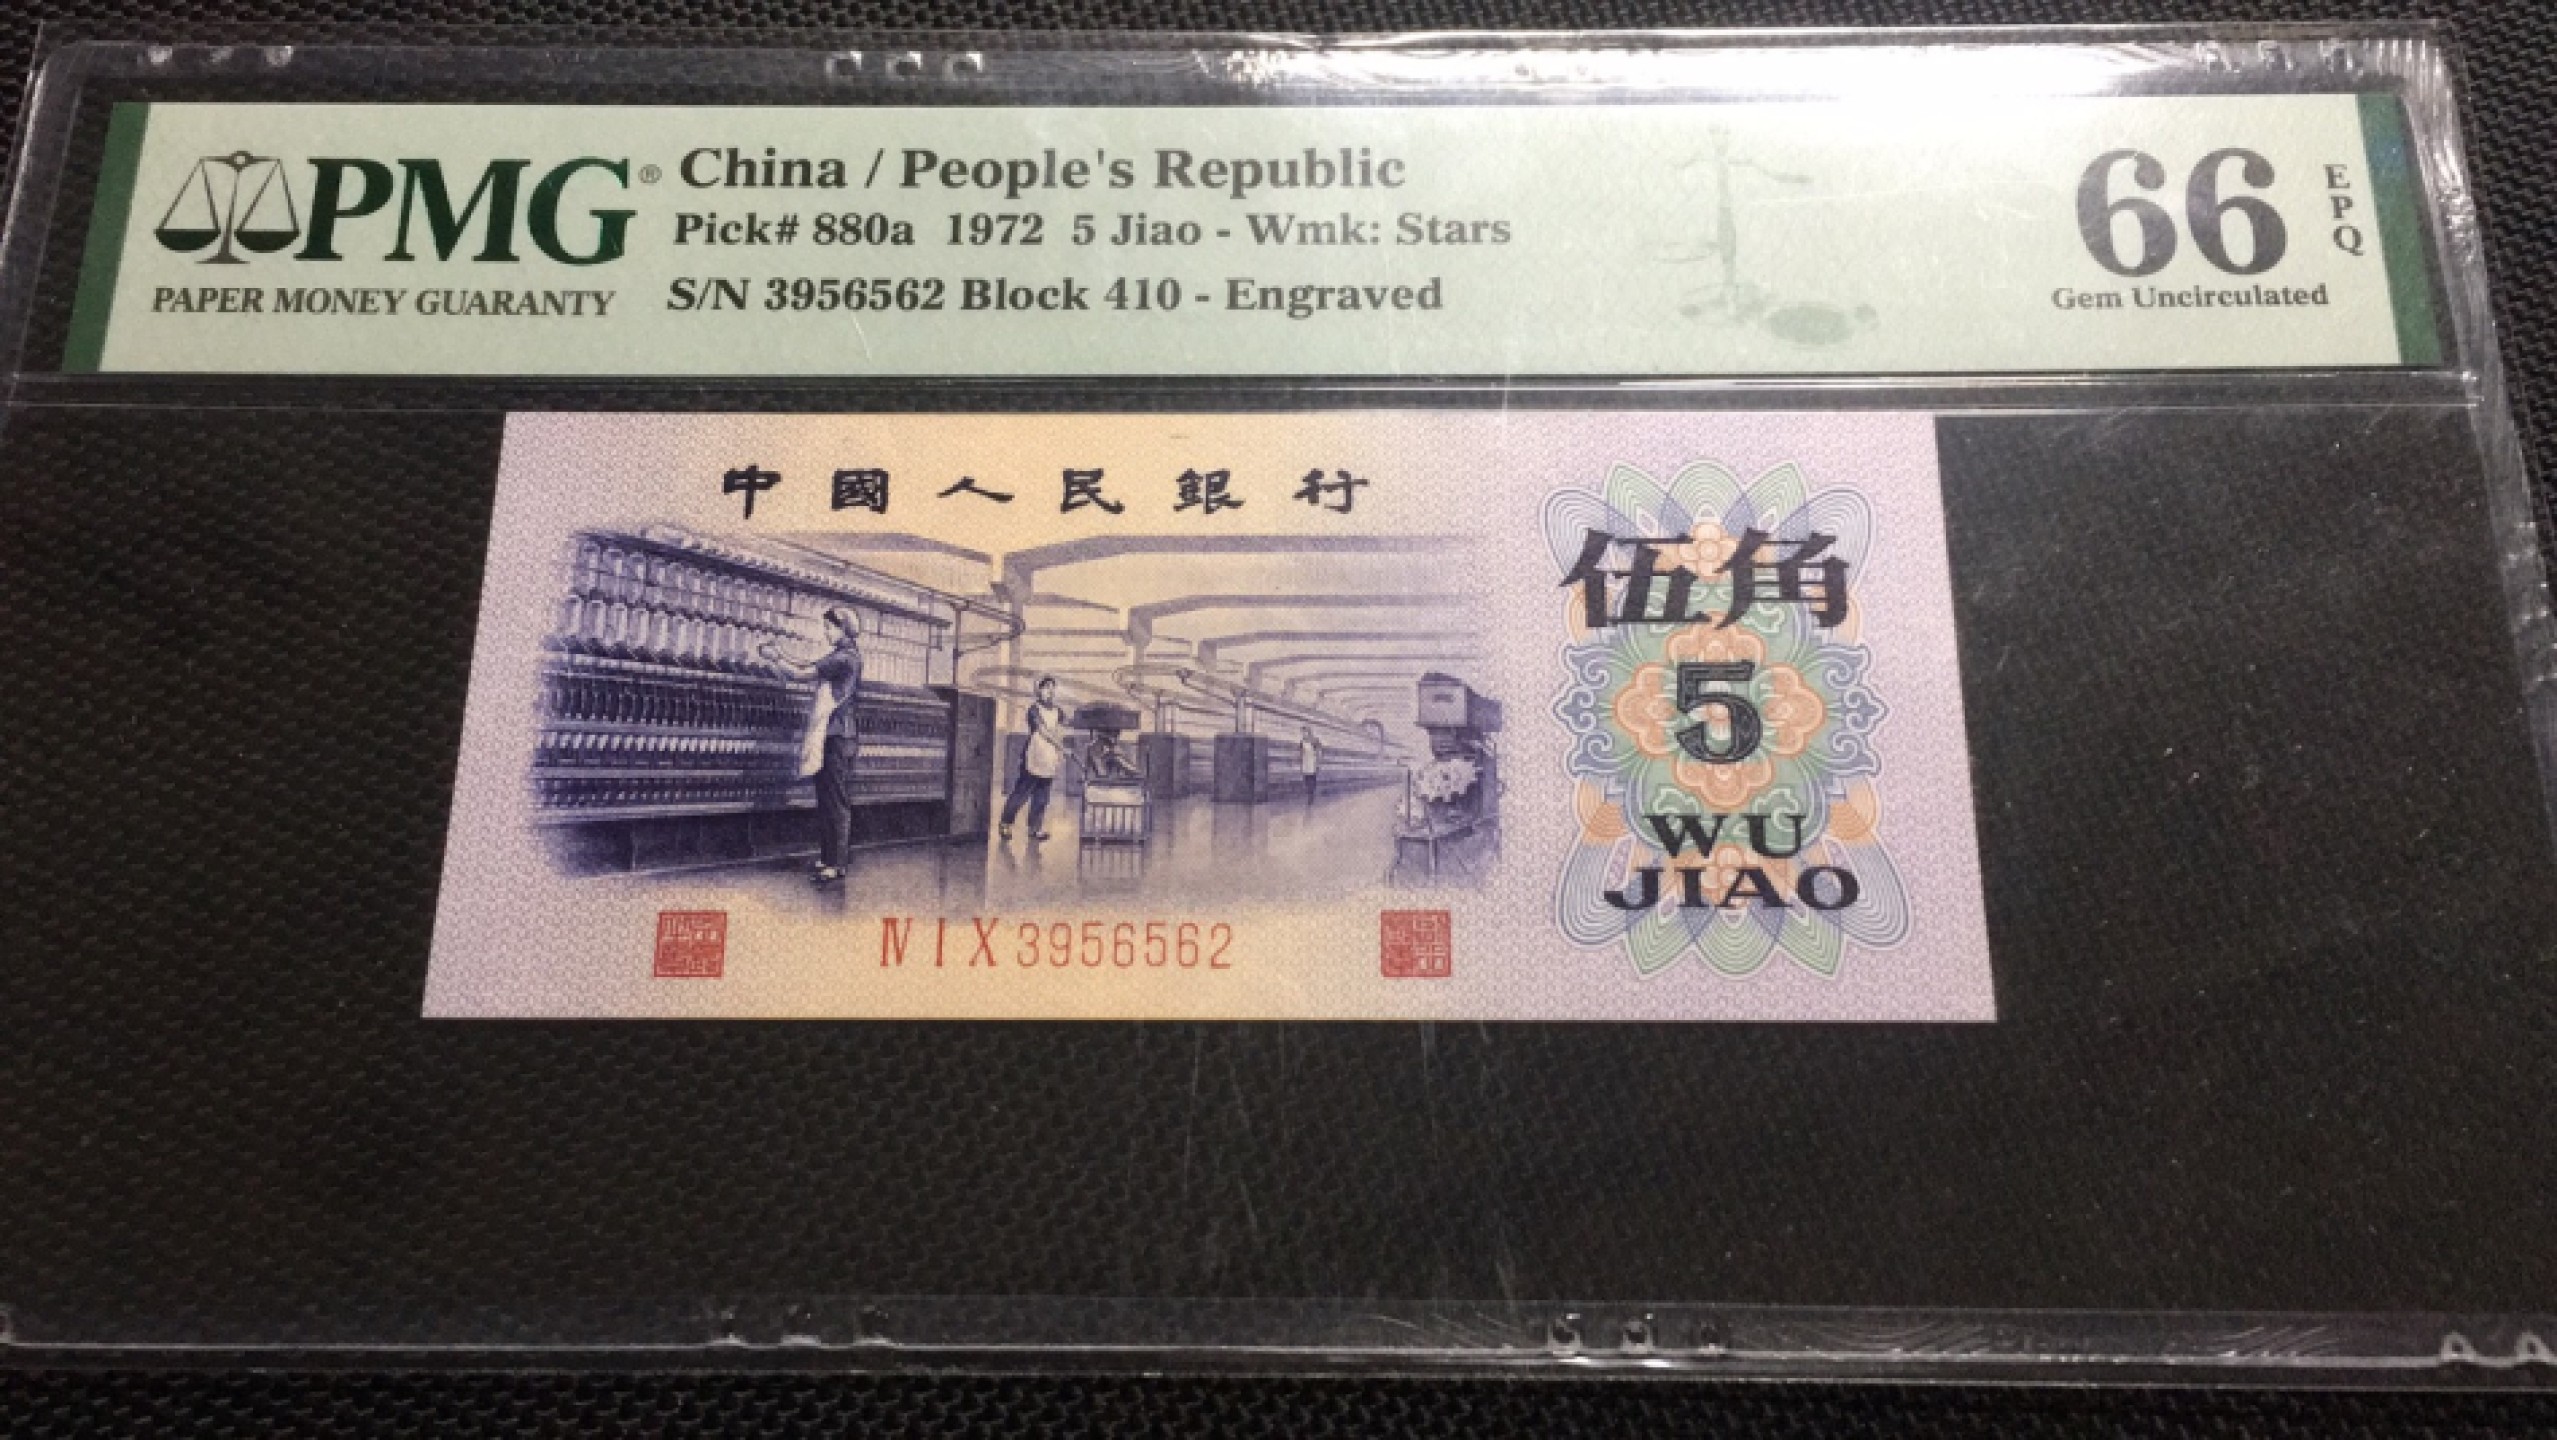 PMG®
PAPER MONEY GUARANTY
China / People's Republic
Pick# 880a 1972 5 Jiao - Wmk: Stars
S/N 3956562 Block 410 - Engraved
66
EPQ
Gem Uncirculated
中國人民銀行
伍角
5
WU
JIAO
Ⅳ Ⅰ Ⅹ 3956562